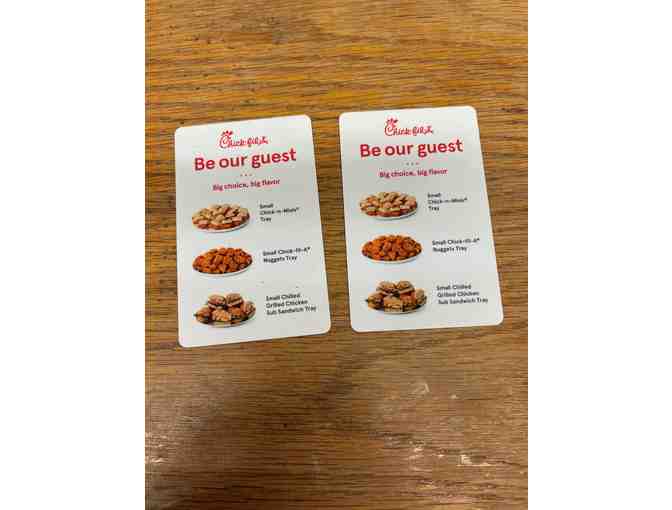 Chick-fil-A
Be our guest
Big choice, big flavor
Small
Chick-n-Minis®
Tray
Small Chick-fil-A®
Nuggets Tray
Small Chilled
Grilled Chicken
Sub Sandwich Tray
Chick-fil-A
Be our guest
Big choice, big flavor
Small
Chick-n-Minis®
Tray
Small Chick-fil-A®
Nuggets Tray
Small Chilled
Grilled Chicken
Sub Sandwich Tray